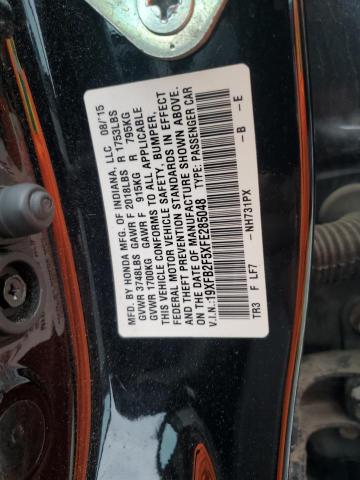 MFD. BY HONDA MFG. OF INDIANA, LLC 08/'15
GVWR 3748LBS GAWR F 2018LBS R 1753LBS
GVWR 1700KG GAWR F 915KG R 795KG
THIS VEHICLE CONFORMS TO ALL APPLICABLE
FEDERAL MOTOR VEHICLE SAFETY, BUMPER,
AND THEFT PREVENTION STANDARDS IN EFFECT
ON THE DATE OF MANUFACTURE SHOWN ABOVE.
V.I.N.:19XFB2F5XFE285048 TYPE: PASSENGER CAR
-NH731PX -B -E
TR3 F LF7